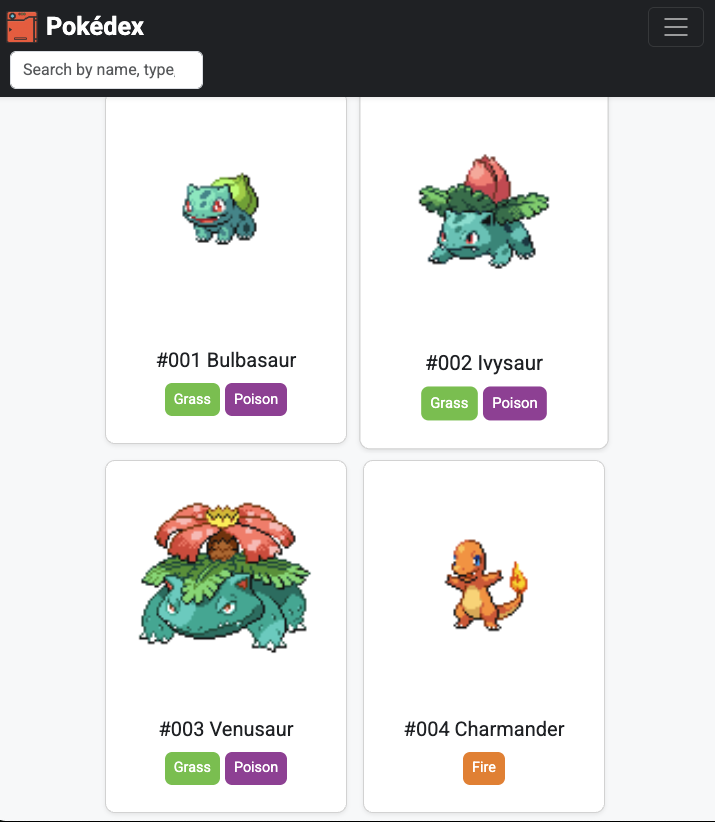 Pokédex
Search by name, type,
#001 Bulbasaur
Grass Poison
#002 Ivysaur
Grass Poison
#003 Venusaur
Grass Poison
#004 Charmander
Fire